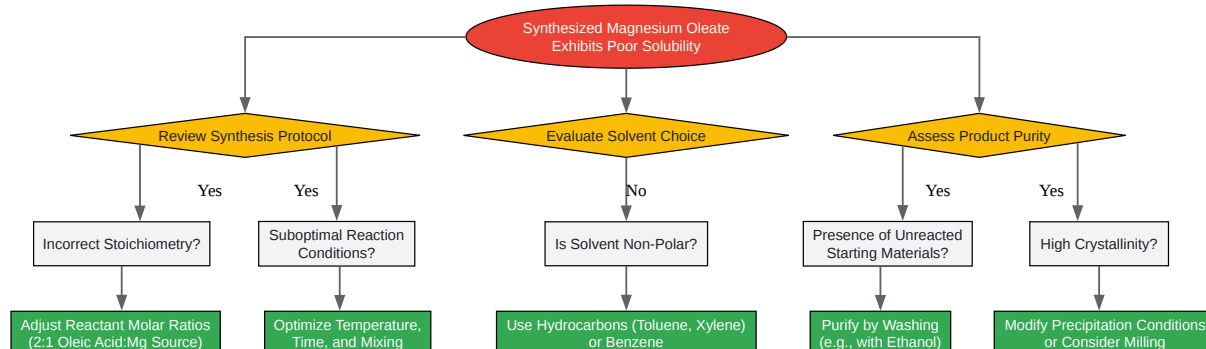 Synthesized Magnesium Oleate
Exhibits Poor Solubility
Review Synthesis Protocol
Evaluate Solvent Choice
Assess Product Purity
Yes
Yes
No
Yes
Yes
Incorrect Stoichiometry?
Suboptimal Reaction
Conditions?
Is Solvent Non-Polar?
Presence of Unreacted
Starting Materials?
High Crystallinity?
Adjust Reactant Molar Ratios
(2:1 Oleic Acid:Mg Source)
Optimize Temperature,
Time, and Mixing
Use Hydrocarbons (Toluene, Xylene)
or Benzene
Purify by Washing
(e.g., with Ethanol)
Modify Precipitation Conditions
or Consider Milling